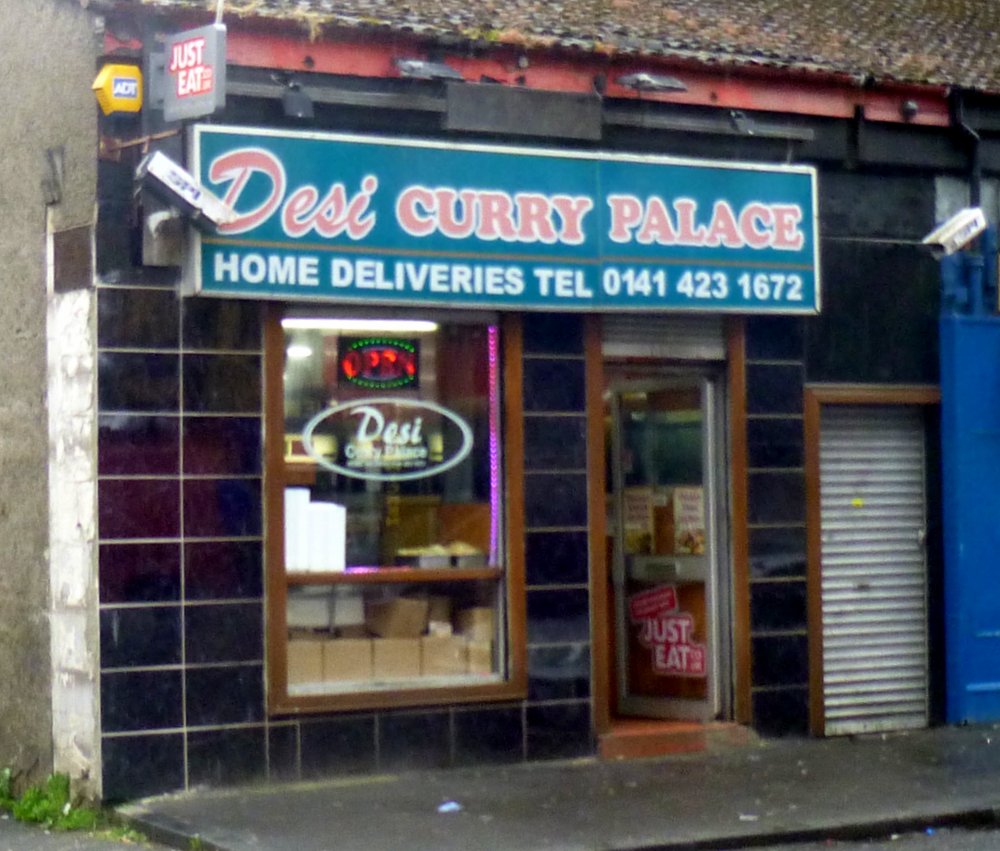 JUST
EAT
ADT
Desi CURRY PALACE
HOME DELIVERIES TEL 0141 423 1672
OPEN
Desi
Curry Palace
JUST
EAT